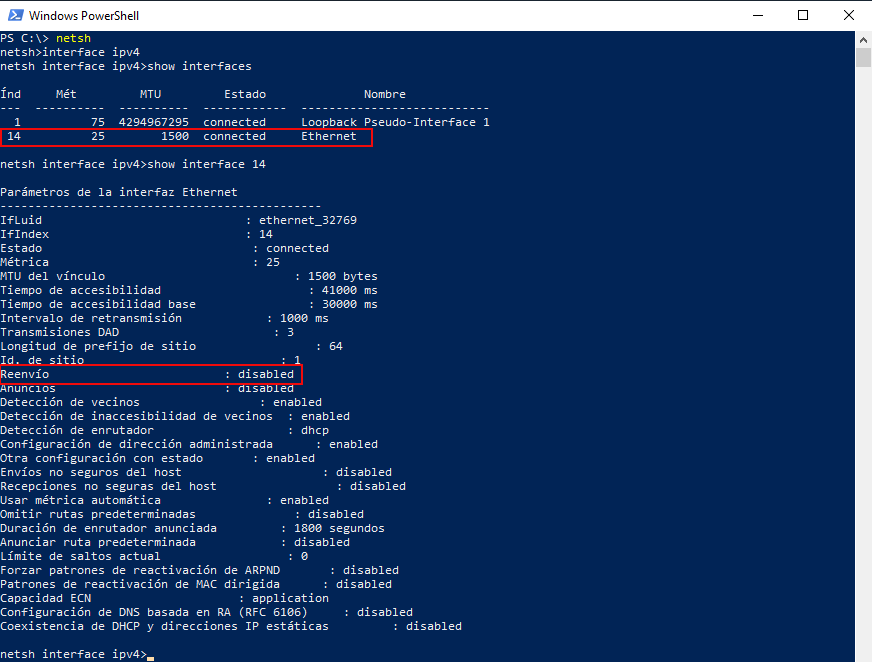 Windows PowerShell
PS C:\> netsh
netsh>interface ipv4
netsh interface ipv4>show interfaces
Índ     Mét         MTU         Estado              Nombre
---  ----------  ----------  ------------  ---------------------------
  1          75  4294967295  connected     Loopback Pseudo-Interface 1
 14          25        1500  connected     Ethernet
netsh interface ipv4>show interface 14
Parámetros de la interfaz Ethernet
----------------------------------------------
IfLuid                             : ethernet_32769
IfIndex                            : 14
Estado                              : connected
Métrica                             : 25
MTU del vínculo                           : 1500 bytes
Tiempo de accesibilidad                     : 41000 ms
Tiempo de accesibilidad base                : 30000 ms
Intervalo de retransmisión            : 1000 ms
Transmisiones DAD                      : 3
Longitud de prefijo de sitio                 : 64
Id. de sitio                            : 1
Reenvío                         : disabled
Anuncios                        : disabled
Detección de vecinos                 : enabled
Detección de inaccesibilidad de vecinos  : enabled
Detección de enrutador                   : dhcp
Configuración de dirección administrada      : enabled
Otra configuración con estado       : enabled
Envíos no seguros del host                    : disabled
Recepciones no seguras del host                 : disabled
Usar métrica automática               : enabled
Omitir rutas predeterminadas              : disabled
Duración de enrutador anunciada         : 1800 segundos
Anunciar ruta predeterminada            : disabled
Límite de saltos actual                  : 0
Forzar patrones de reactivación de ARPND       : disabled
Patrones de reactivación de MAC dirigida      : disabled
Capacidad ECN                     : application
Configuración de DNS basada en RA (RFC 6106)     : disabled
Coexistencia de DHCP y direcciones IP estáticas         : disabled
netsh interface ipv4>